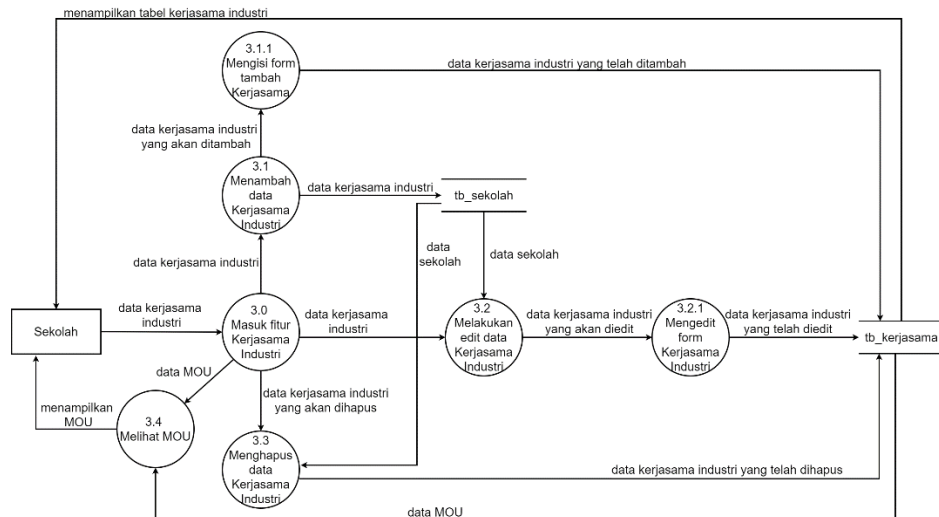 menampilkan tabel kerjasama industri
3.1.1
Mengisi form
tambah
Kerjasama
data kerjasama industri yang telah ditambah
data kerjasama industri
yang akan ditambah
3.1
Menambah
data
Kerjasama
Industri
data kerjasama industri
tb_sekolah
data
sekolah
data sekolah
data kerjasama industri
Sekolah
data kerjasama
industri
3.0
Masuk fitur
Kerjasama
Industri
data kerjasama
industri
3.2
Melakukan
edit data
Kerjasama
Industri
data kerjasama industri
yang akan diedit
3.2.1
Mengedit
form
Kerjasama
Industri
data kerjasama industri
yang telah diedit
tb_kerjasama
data MOU
data kerjasama industri
yang akan dihapus
menampilkan
MOU
3.4
Melihat MOU
3.3
Menghapus
data
Kerjasama
Industri
data kerjasama industri yang telah dihapus
data MOU